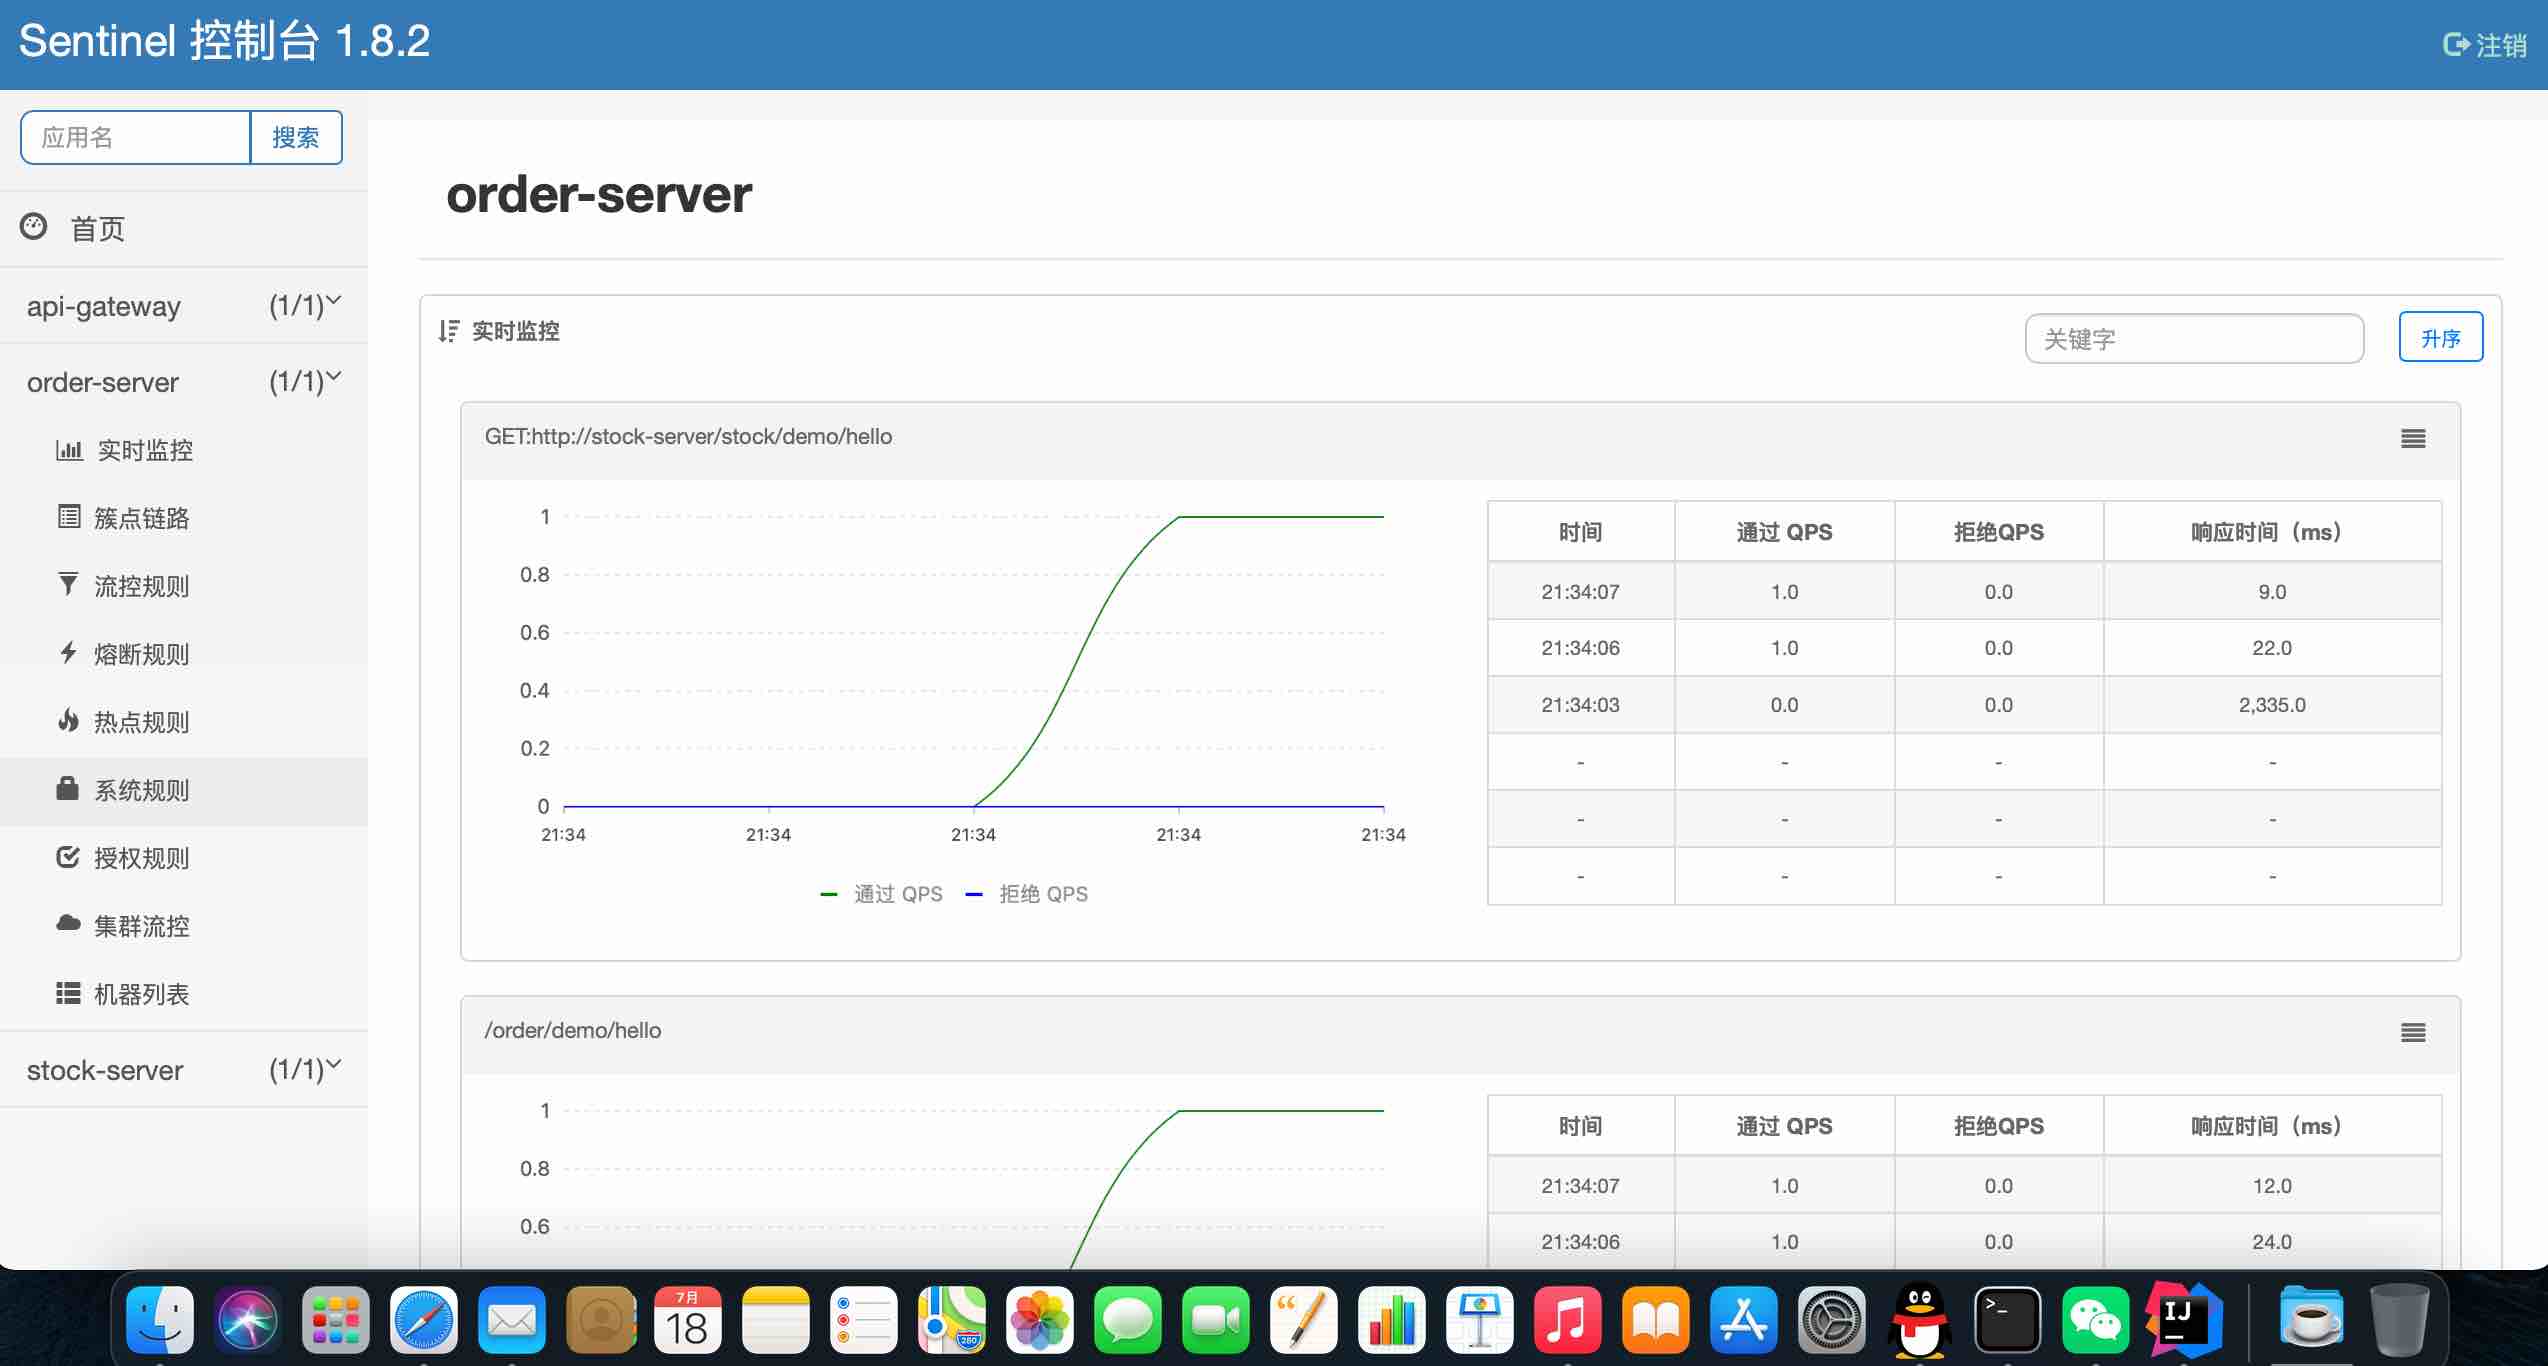 Sentinel 控制台 1.8.2
注销
应用名
搜索
首页
api-gateway (1/1)
order-server (1/1)
实时监控
簇点链路
流控规则
熔断规则
热点规则
系统规则
授权规则
集群流控
机器列表
stock-server (1/1)
order-server
实时监控
关键字
升序
GET:http://stock-server/stock/demo/hello
1
0.8
0.6
0.4
0.2
0
21:34 21:34 21:34 21:34 21:34
通过 QPS 拒绝 QPS
时间 通过 QPS 拒绝QPS 响应时间（ms）
21:34:07 1.0 0.0 9.0
21:34:06 1.0 0.0 22.0
21:34:03 0.0 0.0 2,335.0
- - - -
- - - -
- - - -
/order/demo/hello
1
0.8
0.6
时间 通过 QPS 拒绝QPS 响应时间（ms）
21:34:07 1.0 0.0 12.0
21:34:06 1.0 0.0 24.0
7月
18
280
>_
IJ